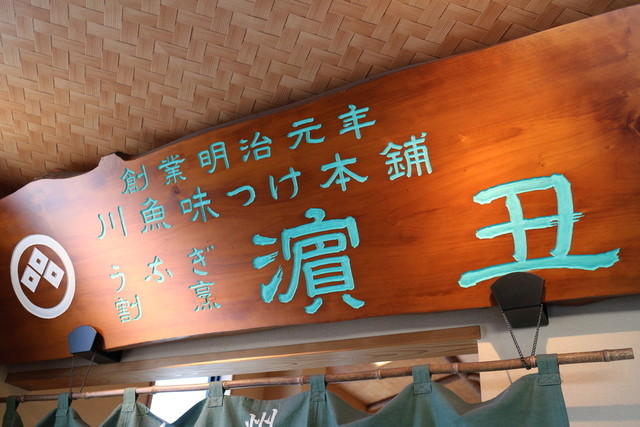 創業明治元年
川魚味つけ本舗
うなぎ
割烹
濱丑
州